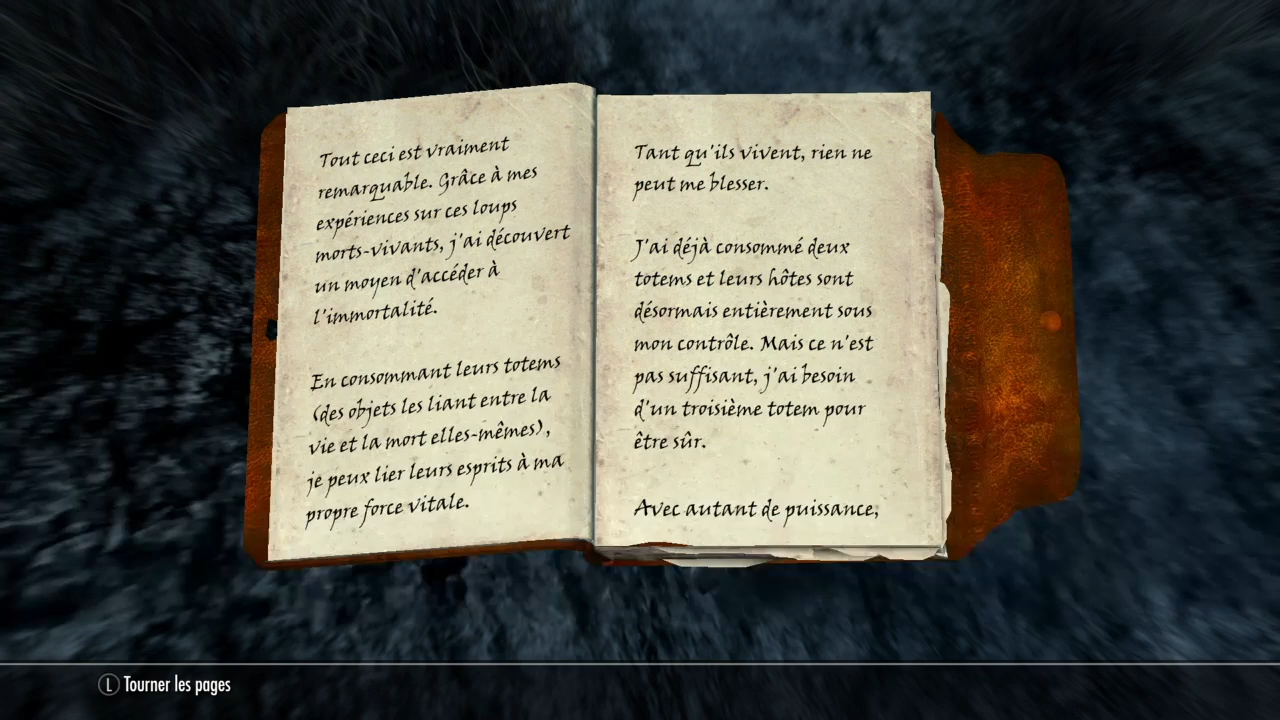 Tout ceci est vraiment
remarquable. Grâce à mes
expériences sur ces loups
morts-vivants, j'ai découvert
un moyen d'accéder à
l'immortalité.
En consommant leurs totems
(des objets les liant entre la
vie et la mort elles-mêmes),
je peux lier leurs esprits à ma
propre force vitale.
Tant qu'ils vivent, rien ne
peut me blesser.
J'ai déjà consommé deux
totems et leurs hôtes sont
désormais entièrement sous
mon contrôle. Mais ce n'est
pas suffisant, j'ai besoin
d'un troisième totem pour
être sûr.
Avec autant de puissance,
L Tourner les pages